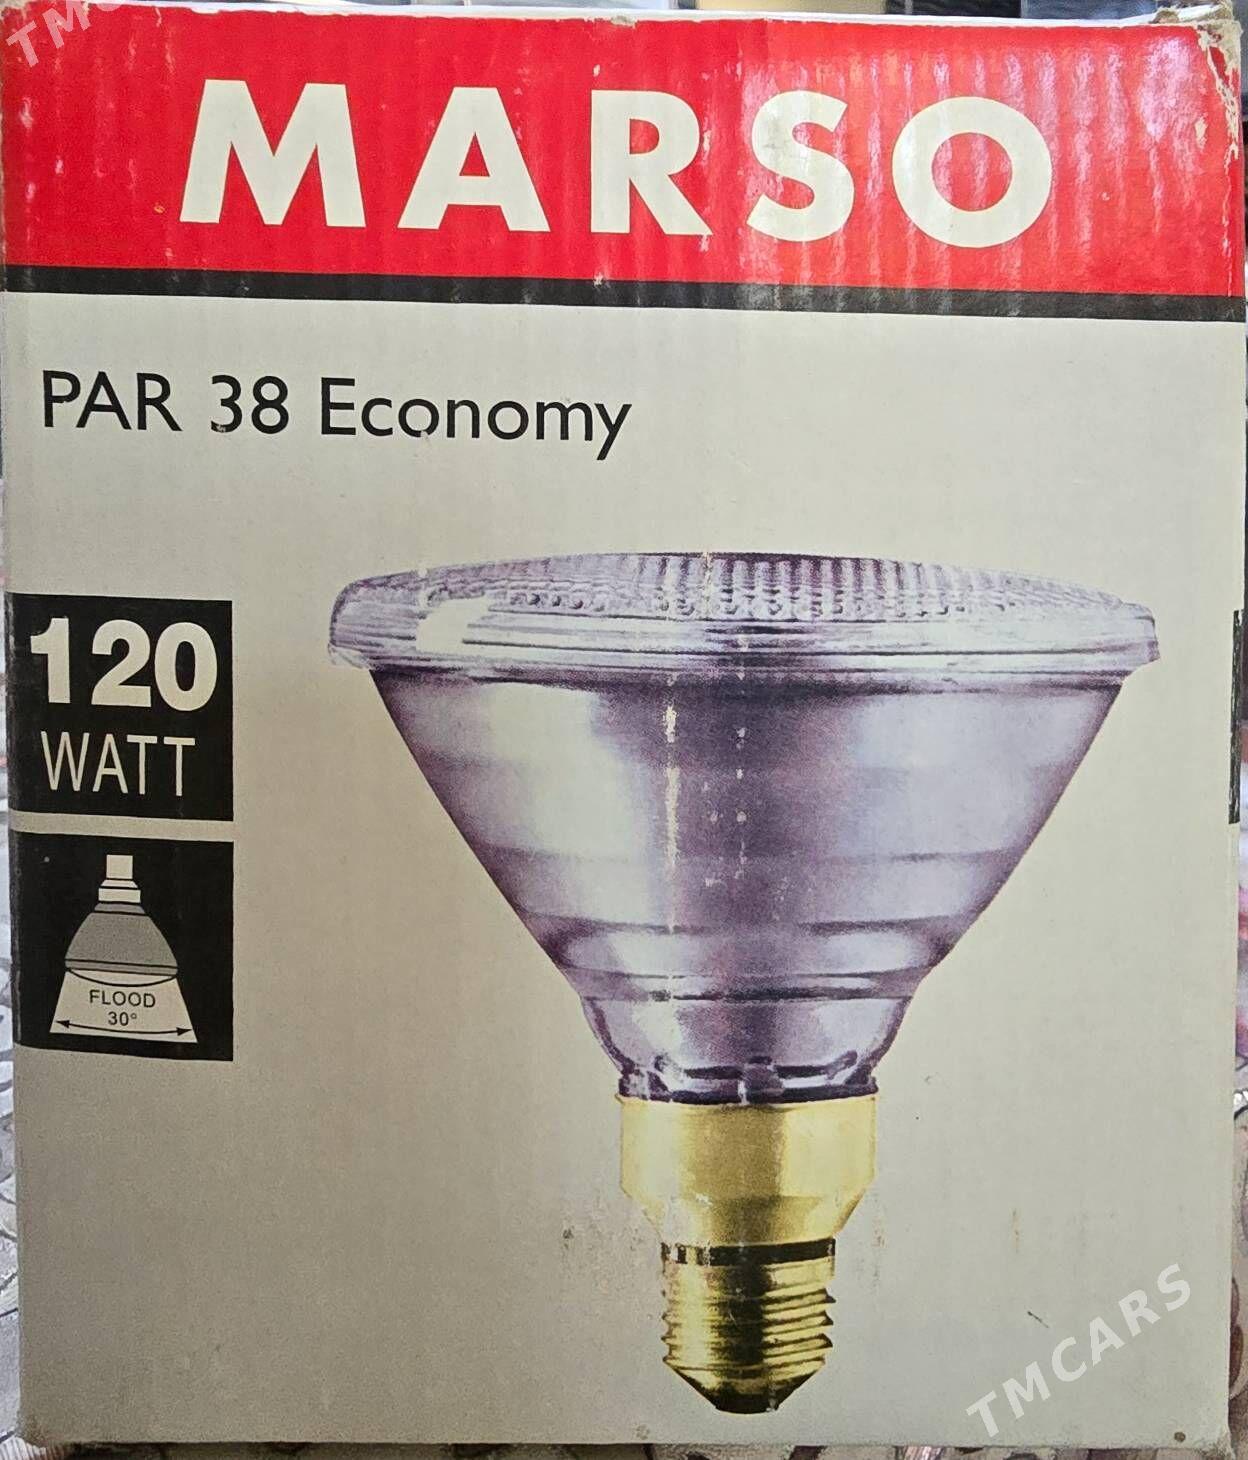 MARSO
PAR 38 Economy
120
WATT
FLOOD
30°
TMCARS